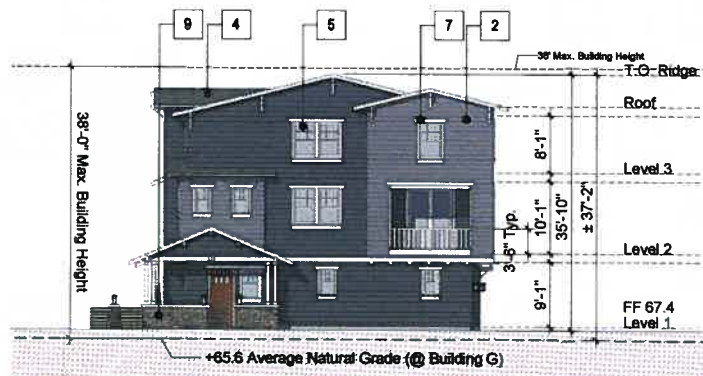 9
4
5
7
2
38' Max. Building Height
T.O. Ridge
Roof
8'-1"
Level 3
38'-0" Max. Building Height
3'-6" Typ.
10'-1"
35'-10"
± 37'-2"
Level 2
9'-1"
FF 67.4
Level 1
+65.6 Average Natural Grade (@ Building G)